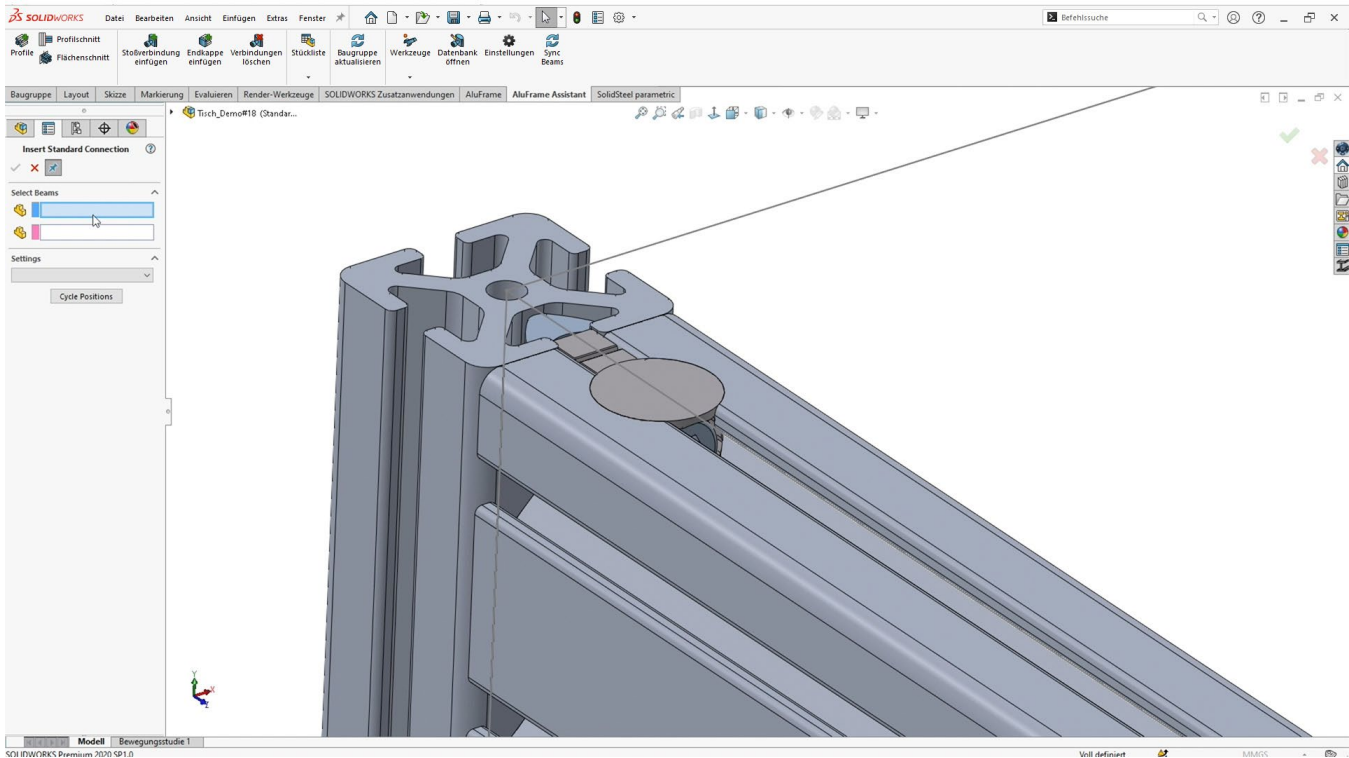 SOLIDWORKS Datei Bearbeiten Ansicht Einfügen Extras Fenster Befehlssuche
Profile Profilschnitt Flächenschnitt Stoßverbindung einfügen Endkappe einfügen Verbindungen löschen Stückliste Baugruppe aktualisieren Werkzeuge Datenbank öffnen Einstellungen Sync Beams
Baugruppe Layout Skizze Markierung Evaluieren Render-Werkzeuge SOLIDWORKS Zusatzanwendungen AluFrame AluFrame Assistant SolidSteel parametric
Tisch_Demo#18 (Standar...
Insert Standard Connection
Select Beams
Settings
Cycle Positions
Y
X
Z
Modell Bewegungsstudie 1
SOLIDWORKS Premium 2020 SP1.0 Voll definiert MMGS